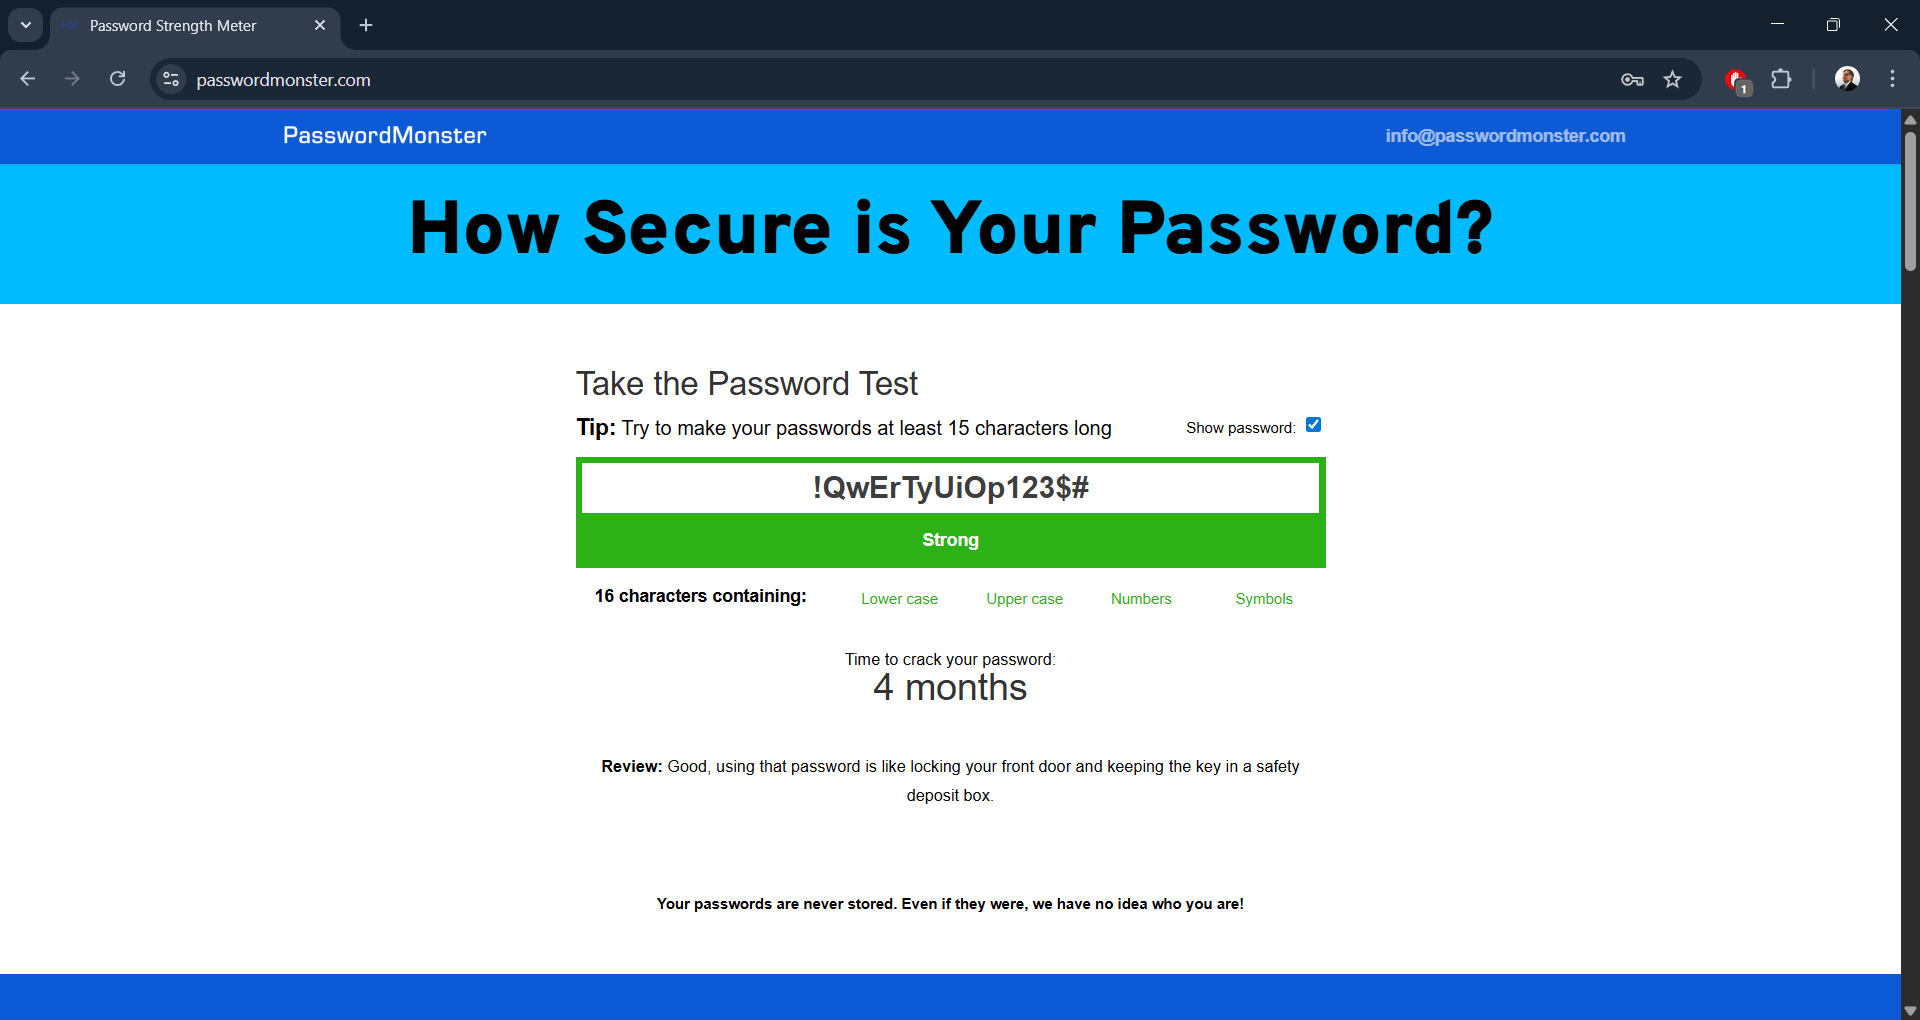 Password Strength Meter
passwordmonster.com
1
PasswordMonster
info@passwordmonster.com
How Secure is Your Password?
Take the Password Test
Tip: Try to make your passwords at least 15 characters long
Show password:
!QwErTyUiOp123$#
Strong
16 characters containing:
Lower case
Upper case
Numbers
Symbols
Time to crack your password:
4 months
Review: Good, using that password is like locking your front door and keeping the key in a safety
deposit box.
Your passwords are never stored. Even if they were, we have no idea who you are!